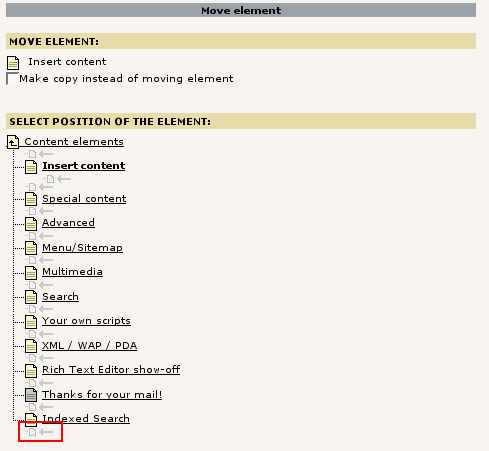 Move element
MOVE ELEMENT:
Insert content
Make copy instead of moving element
SELECT POSITION OF THE ELEMENT:
Content elements
Insert content
Special content
Advanced
Menu/Sitemap
Multimedia
Search
Your own scripts
XML / WAP / PDA
Rich Text Editor show-off
Thanks for your mail!
Indexed Search